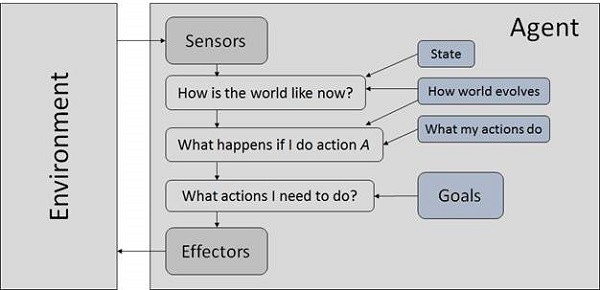 Agent
Environment
Sensors
State
How is the world like now?
How world evolves
What my actions do
What happens if I do action A
What actions I need to do?
Goals
Effectors